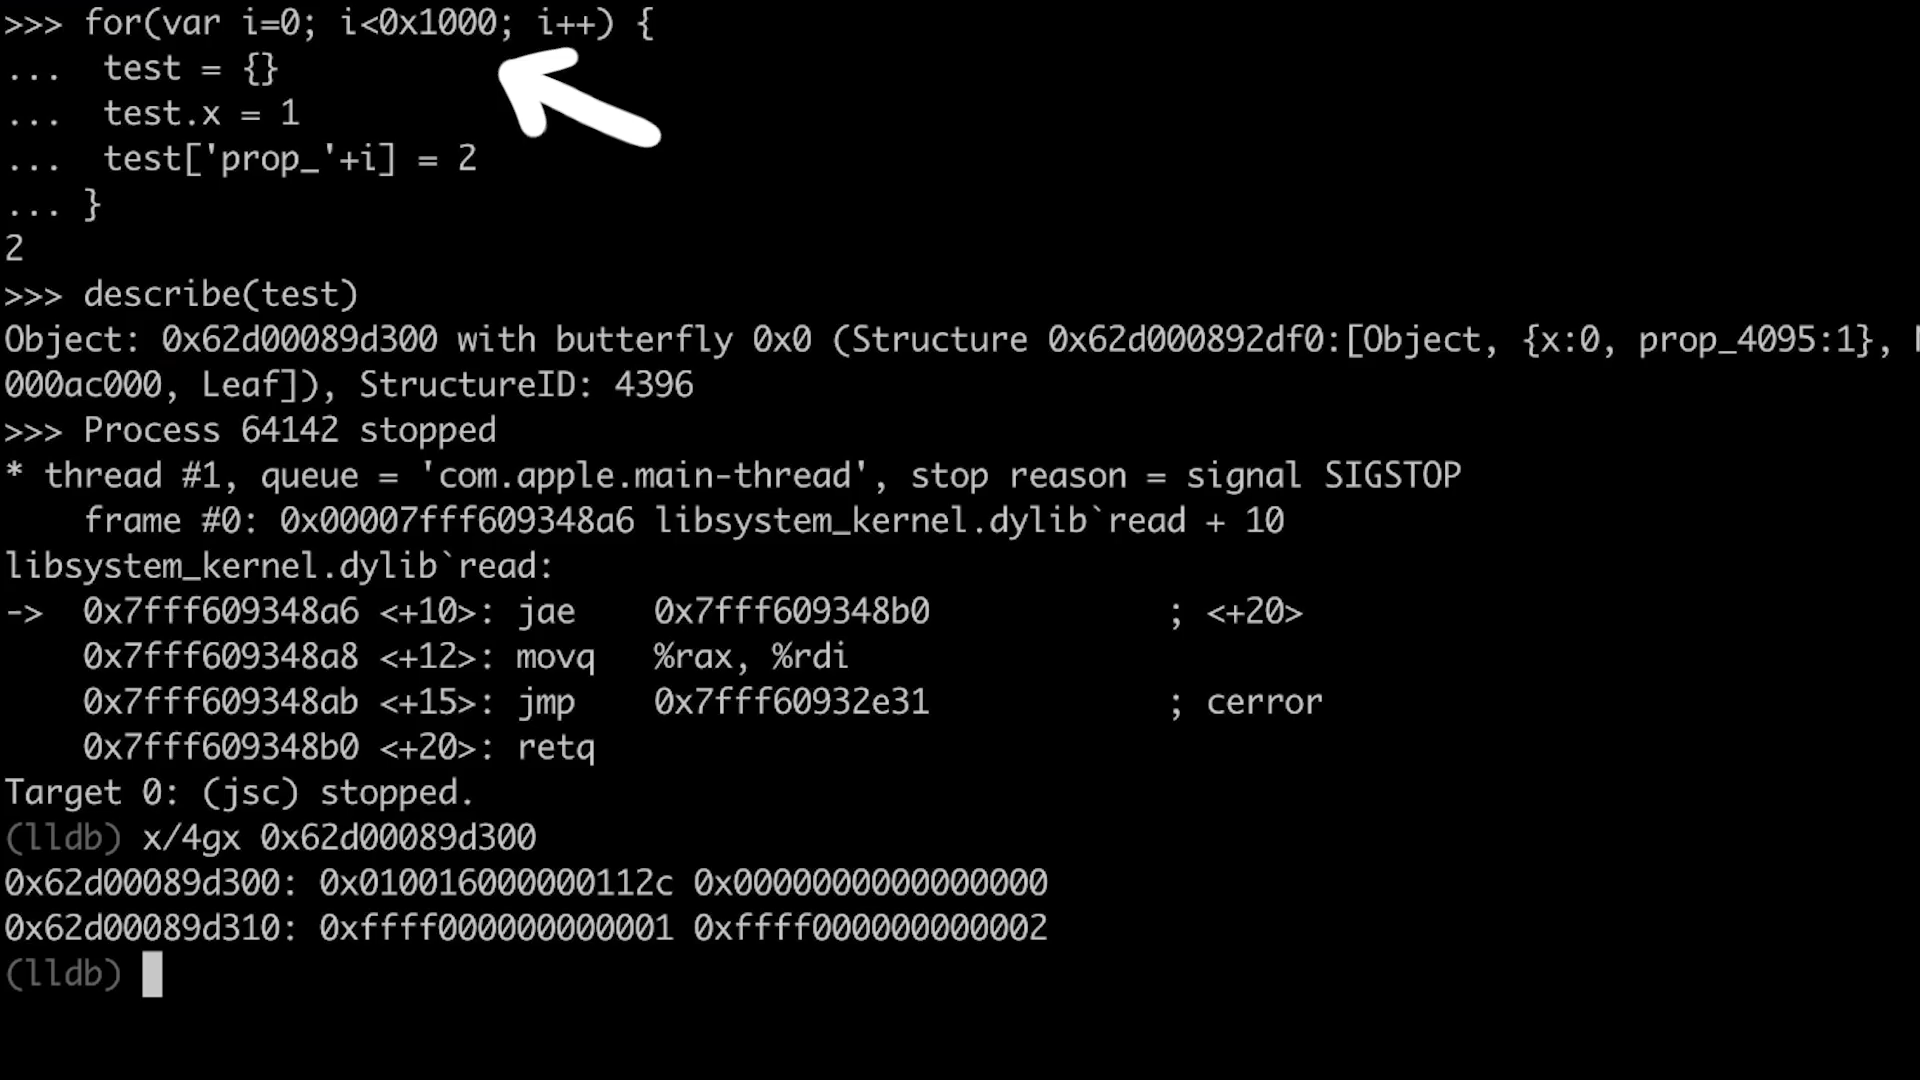 >>> for(var i=0; i<0x1000; i++) {
...  test = {}
...  test.x = 1
...  test['prop_'+i] = 2
... }
2
>>> describe(test)
Object: 0x62d00089d300 with butterfly 0x0 (Structure 0x62d000892df0:[Object, {x:0, prop_4095:1},
000ac000, Leaf]), StructureID: 4396
>>> Process 64142 stopped
* thread #1, queue = 'com.apple.main-thread', stop reason = signal SIGSTOP
    frame #0: 0x00007fff609348a6 libsystem_kernel.dylib`read + 10
libsystem_kernel.dylib`read:
->  0x7fff609348a6 <+10>: jae    0x7fff609348b0            ; <+20>
    0x7fff609348a8 <+12>: movq   %rax, %rdi
    0x7fff609348ab <+15>: jmp    0x7fff60932e31            ; cerror
    0x7fff609348b0 <+20>: retq
Target 0: (jsc) stopped.
(lldb) x/4gx 0x62d00089d300
0x62d00089d300: 0x010016000000112c 0x0000000000000000
0x62d00089d310: 0xffff000000000001 0xffff000000000002
(lldb)